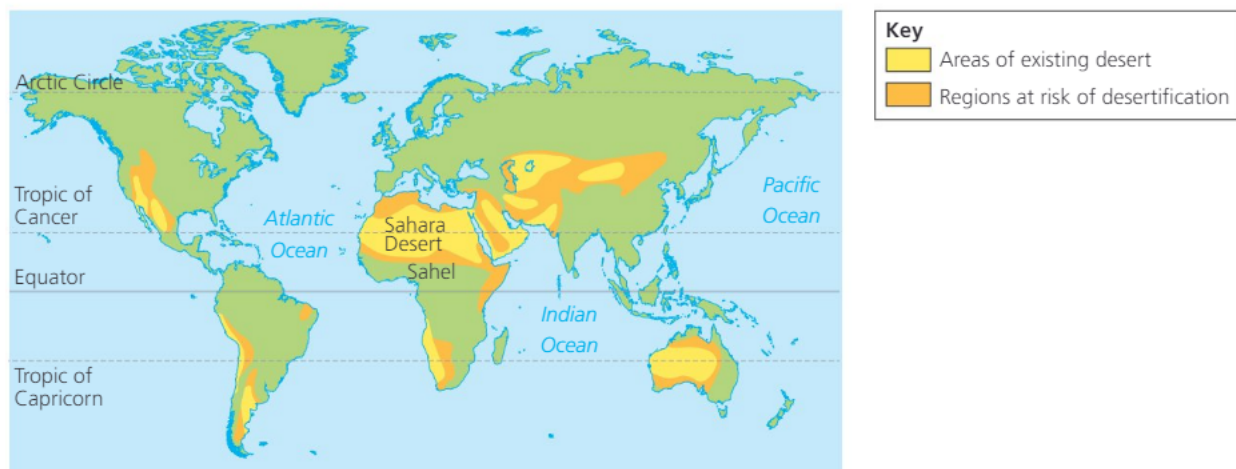 Arctic Circle
Tropic of
Cancer
Atlantic
Ocean
Pacific
Ocean
Sahara
Desert
Sahel
Equator
Indian
Ocean
Tropic of
Capricorn
Key
Areas of existing desert
Regions at risk of desertification